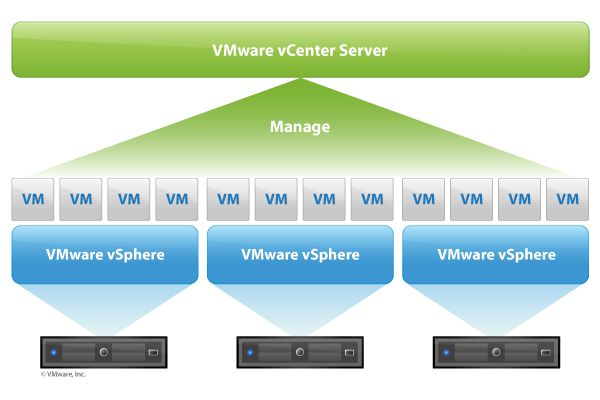 VMware vCenter Server
Manage
VM VM VM VM VM VM VM VM VM VM VM VM
VMware vSphere VMware vSphere VMware vSphere
© VMware, Inc.